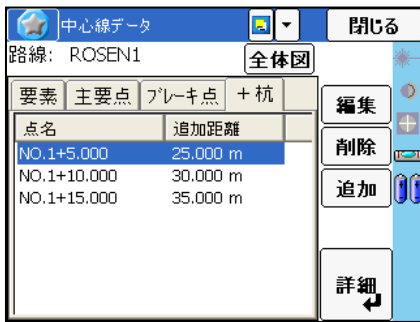 中心線データ 閉じる
路線: ROSEN1 全体図
要素 主要点 ブレーキ点 +杭
点名 追加距離
NO.1+5.000 25.000 m
NO.1+10.000 30.000 m
NO.1+15.000 35.000 m
編集
削除
追加
詳細